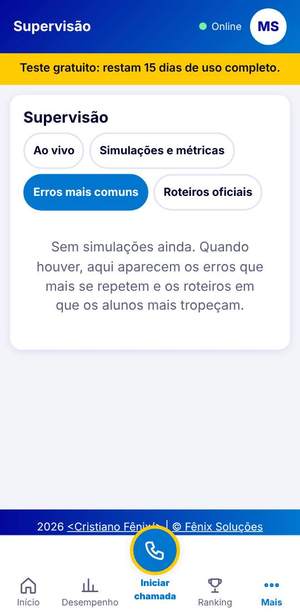 Supervisão
Online
MS
Teste gratuito: restam 15 dias de uso completo.
Supervisão
Ao vivo
Simulações e métricas
Erros mais comuns
Roteiros oficiais
Sem simulações ainda. Quando
houver, aqui aparecem os erros que
mais se repetem e os roteiros em
que os alunos mais tropeçam.
2026 <Cristiano Fênix/> | © Fênix Soluções
Início
Desempenho
Iniciar
chamada
Ranking
Mais